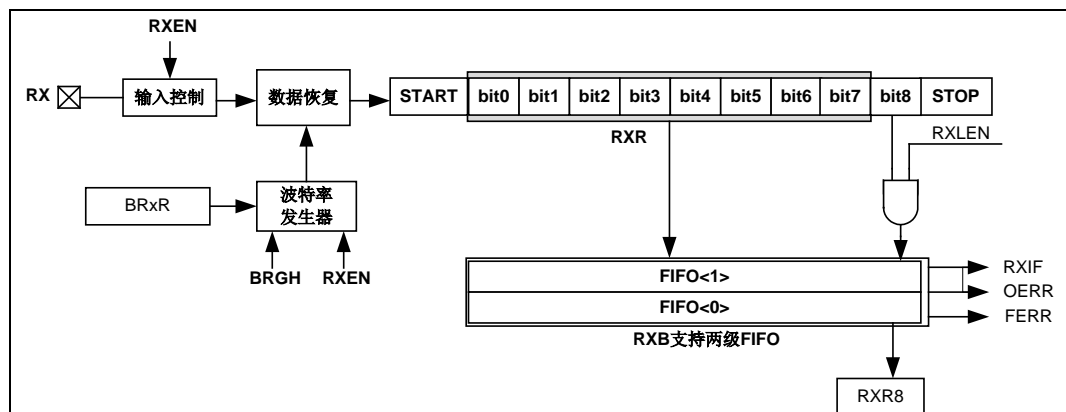 RXEN
RX
输入控制
数据恢复
START bit0 bit1 bit2 bit3 bit4 bit5 bit6 bit7 bit8 STOP
RXR
RXLEN
BRxR
波特率
发生器
BRGH
RXEN
FIFO<1>
FIFO<0>
RXIF
OERR
FERR
RXB支持两级FIFO
RXR8